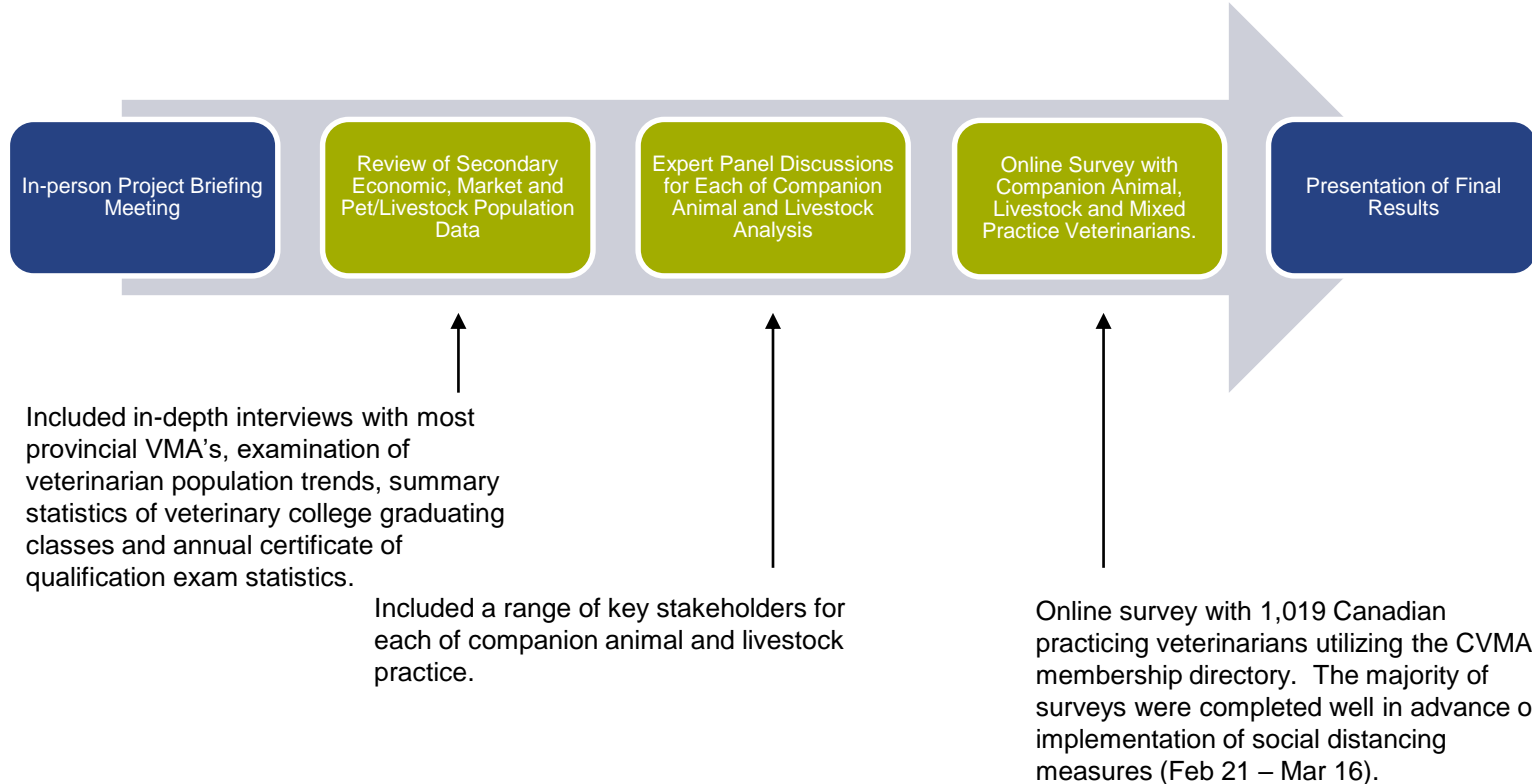 In-person Project Briefing
Meeting
Review of Secondary
Economic, Market and
Pet/Livestock Population
Data
Expert Panel Discussions
for Each of Companion
Animal and Livestock
Analysis
Online Survey with
Companion Animal,
Livestock and Mixed
Practice Veterinarians.
Presentation of Final
Results
Included in-depth interviews with most
provincial VMA's, examination of
veterinarian population trends, summary
statistics of veterinary college graduating
classes and annual certificate of
qualification exam statistics.
Included a range of key stakeholders for
each of companion animal and livestock
practice.
Online survey with 1,019 Canadian
practicing veterinarians utilizing the CVMA
membership directory.  The majority of
surveys were completed well in advance o
implementation of social distancing
measures (Feb 21 – Mar 16).